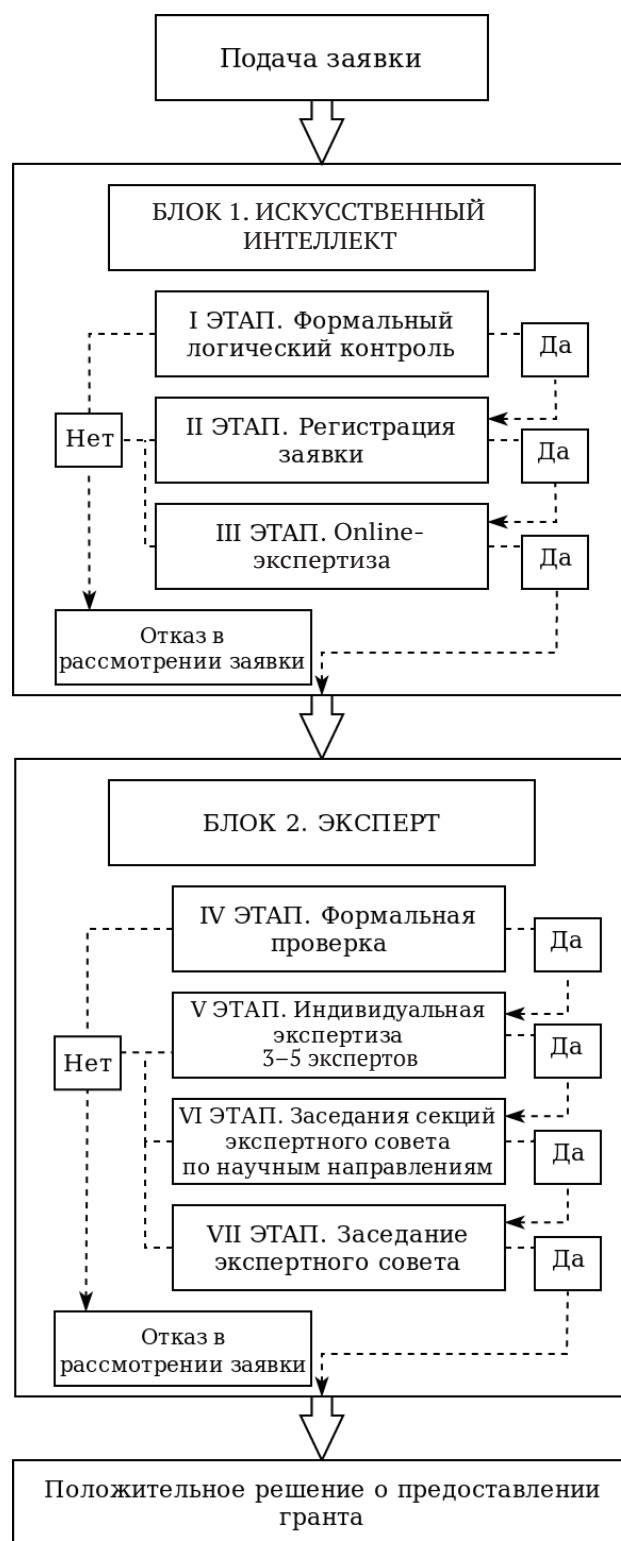 Подача заявки
БЛОК 1. ИСКУССТВЕННЫЙ
ИНТЕЛЛЕКТ
I ЭТАП. Формальный
логический контроль
Да
Нет
II ЭТАП. Регистрация
заявки
Да
III ЭТАП. Online-
экспертиза
Да
Отказ в
рассмотрении заявки
БЛОК 2. ЭКСПЕРТ
IV ЭТАП. Формальная
проверка
Да
V ЭТАП. Индивидуальная
экспертиза
3–5 экспертов
Нет
Да
VI ЭТАП. Заседания секций
экспертного совета
по научным направлениям
Да
VII ЭТАП. Заседание
экспертного совета
Да
Отказ в
рассмотрении заявки
Положительное решение о предоставлении
гранта